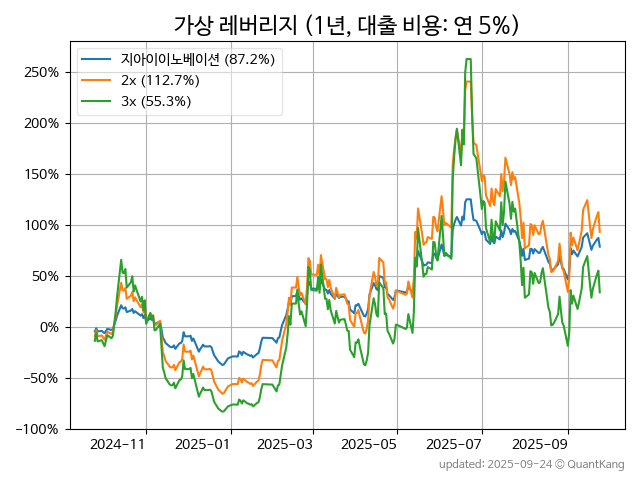 가상 레버리지 (1년, 대출 비용: 연 5%)
지아이이노베이션 (87.2%)
2x (112.7%)
3x (55.3%)
250%
200%
150%
100%
50%
0%
−50%
−100%
2024-11
2025-01
2025-03
2025-05
2025-07
2025-09
updated: 2025-09-24 © QuantKang